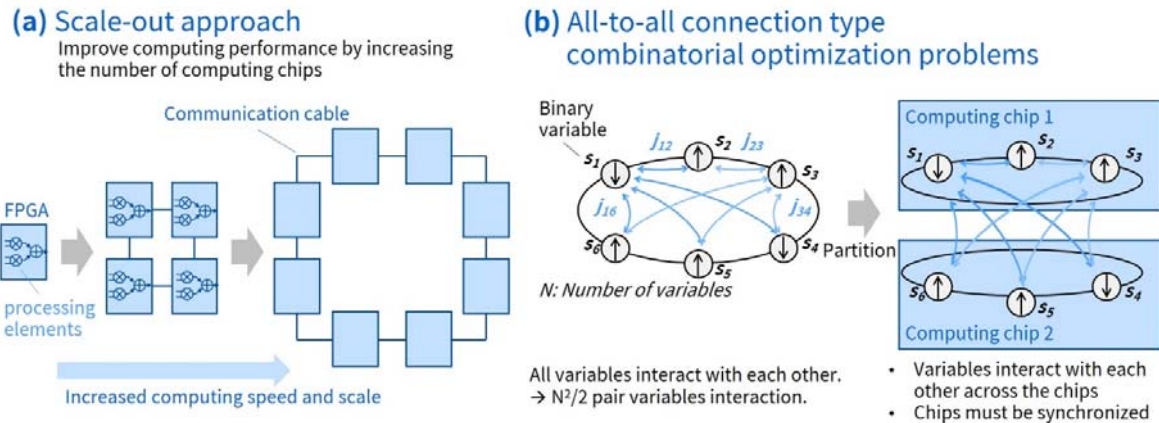 (a) Scale-out approach
Improve computing performance by increasing
the number of computing chips
Communication cable
FPGA
processing
elements
Increased computing speed and scale
(b) All-to-all connection type
combinatorial optimization problems
Binary
variable
s1
j12
s2
j23
s3
j16
j34
s6
s5
s4
N: Number of variables
Partition
Computing chip 1
s1
s2
s3
s6
s5
s4
Computing chip 2
All variables interact with each other.
→ N²/2 pair variables interaction.
• Variables interact with each
other across the chips
• Chips must be synchronized